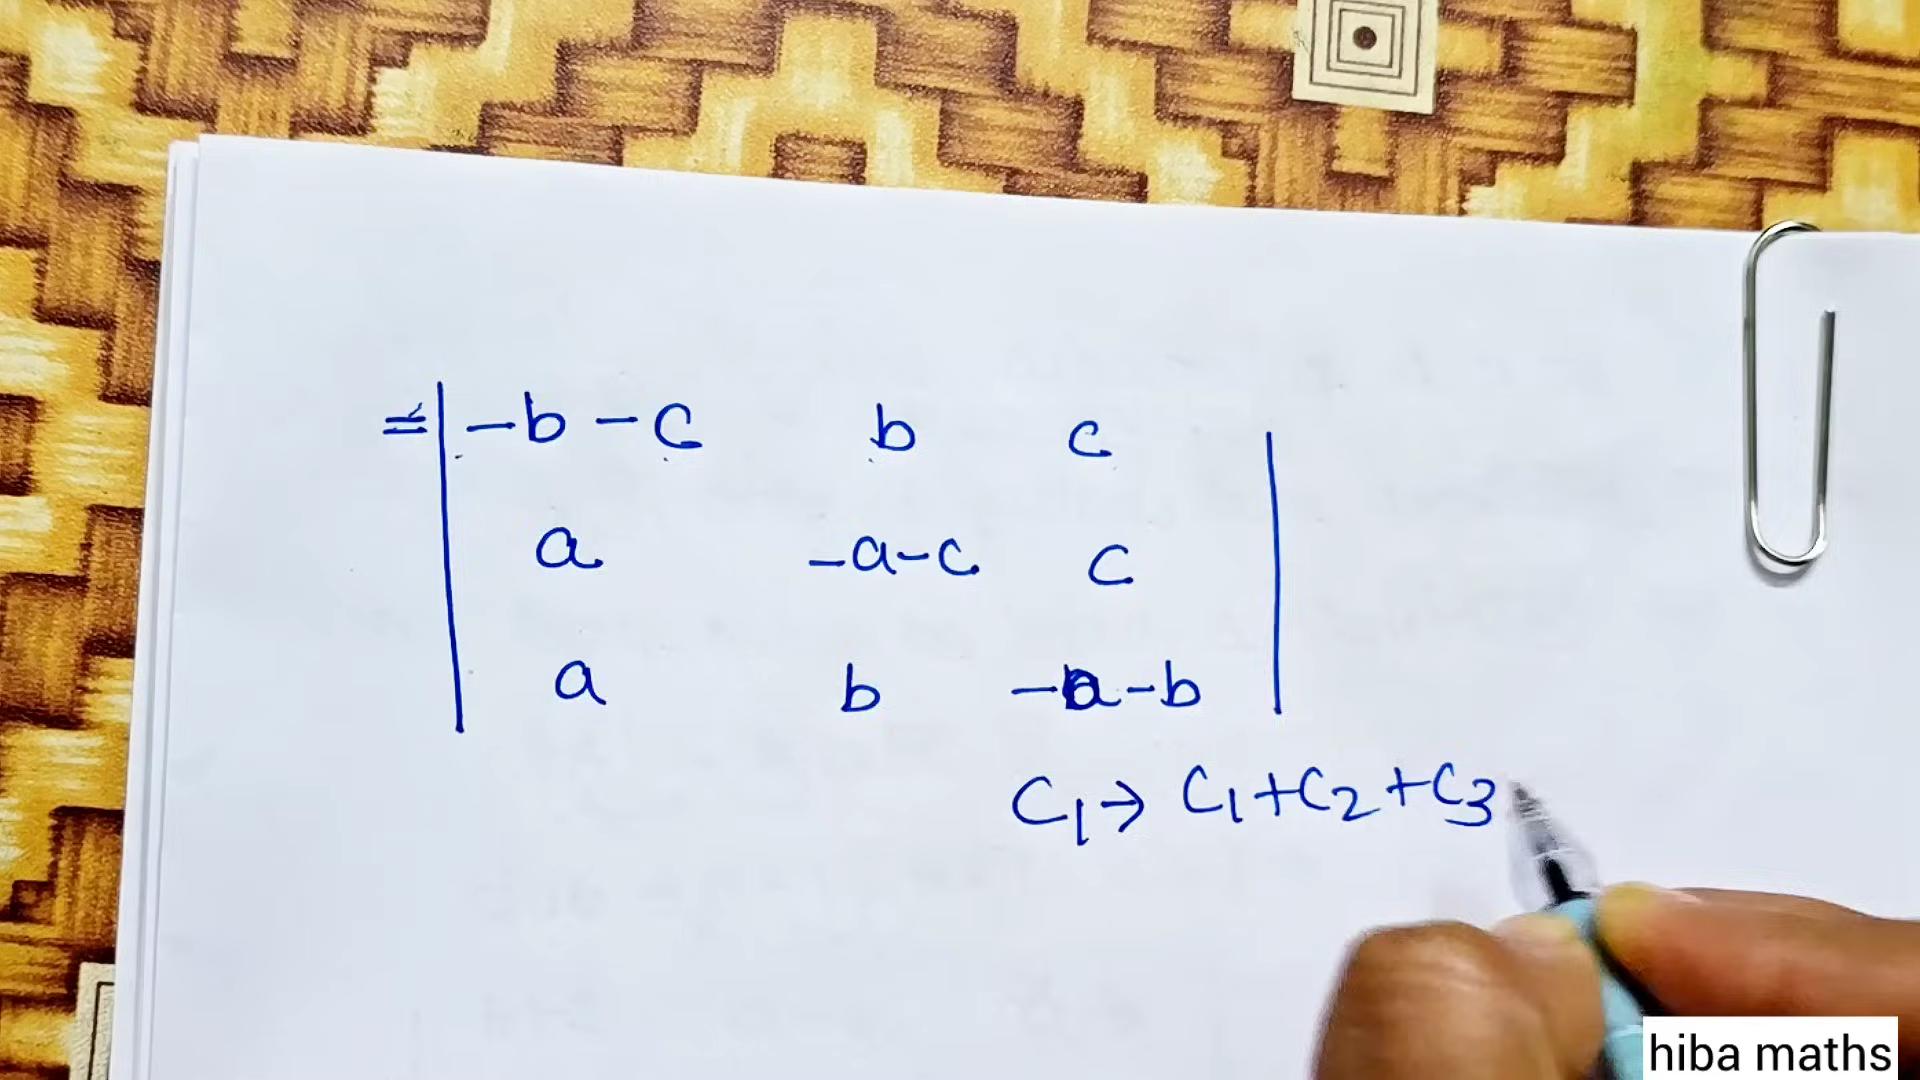 = | -b - c b c |
a -a-c c
a b -a-b
C1→ C1+C2+C3
hiba maths